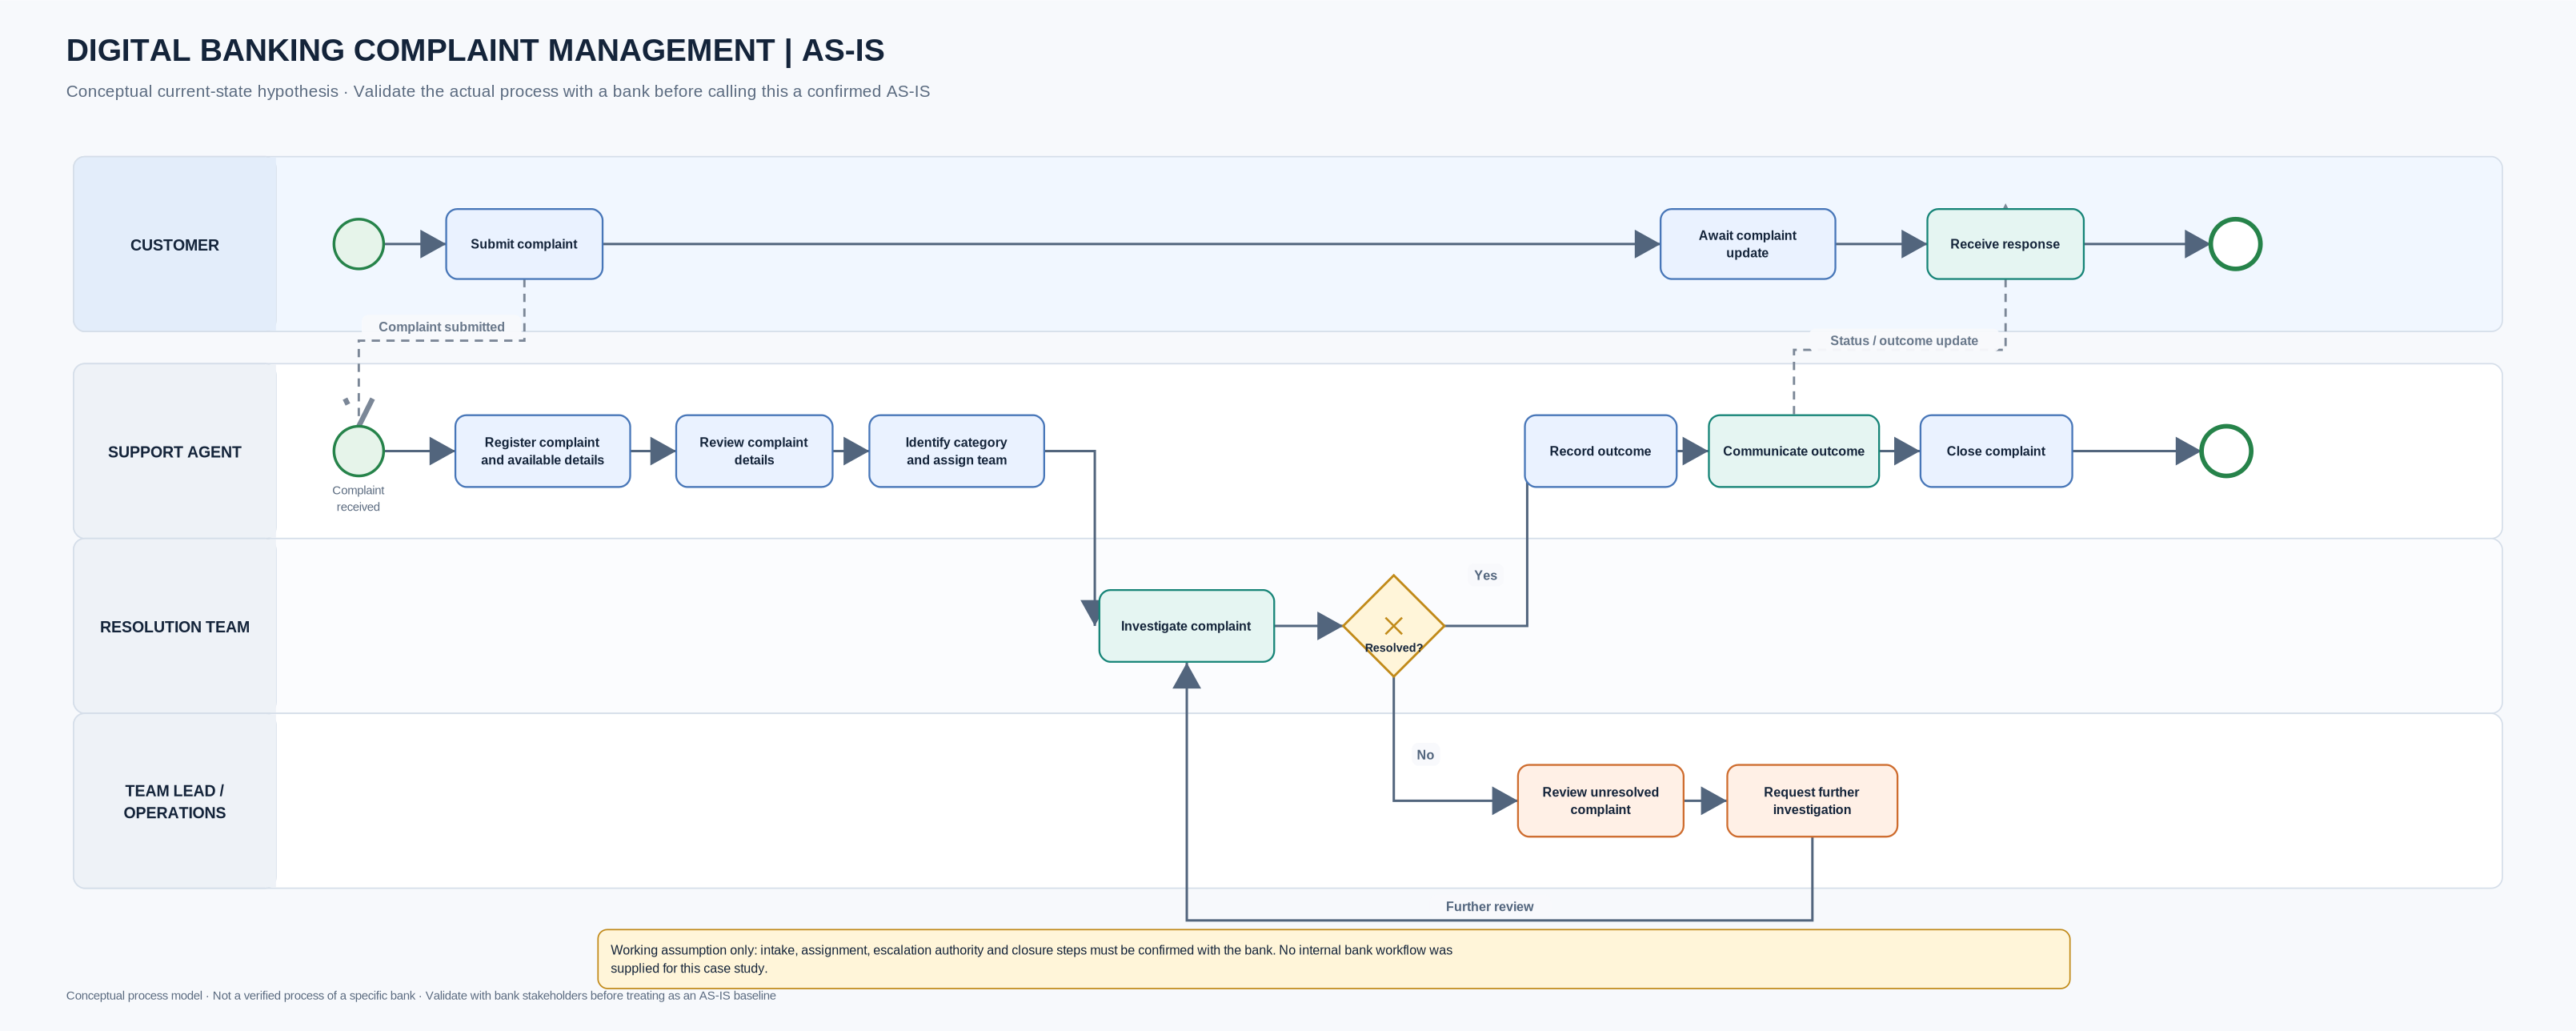 DIGITAL BANKING COMPLAINT MANAGEMENT | AS-IS
Conceptual current-state hypothesis · Validate the actual process with a bank before calling this a confirmed AS-IS
CUSTOMER
Submit complaint
Await complaint
update
Receive response
Complaint submitted
Status / outcome update
SUPPORT AGENT
Complaint
received
Register complaint
and available details
Review complaint
details
Identify category
and assign team
Record outcome
Communicate outcome
Close complaint
RESOLUTION TEAM
Investigate complaint
Resolved?
Yes
No
TEAM LEAD /
OPERATIONS
Review unresolved
complaint
Request further
investigation
Further review
Working assumption only: intake, assignment, escalation authority and closure steps must be confirmed with the bank. No internal bank workflow was
supplied for this case study.
Conceptual process model · Not a verified process of a specific bank · Validate with bank stakeholders before treating as an AS-IS baseline